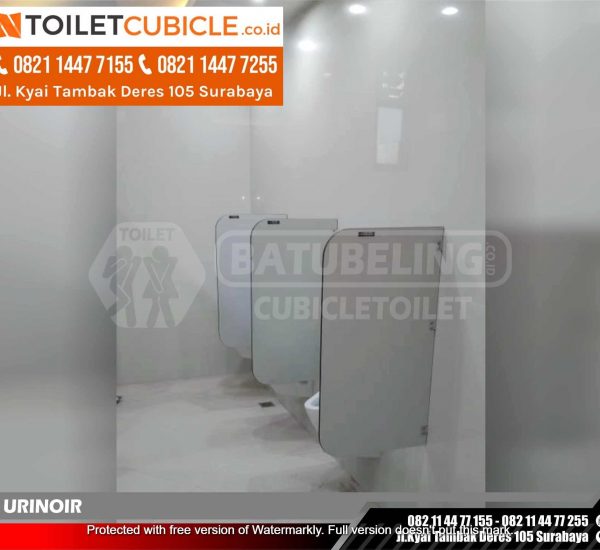 TOILETCUBICLE.co.id
0821 1447 7155 0821 1447 7255
Jl. Kyai Tambak Deres 105 Surabaya
TOILET
BATUBELING.co.id
CUBICLETOILET
URINOIR
082 11 44 77 155 - 082 11 44 77 255
Protected with free version of Watermarkly. Full version doesn't put this mark.
Jl.Kyai Tambak Deres 105 Surabaya